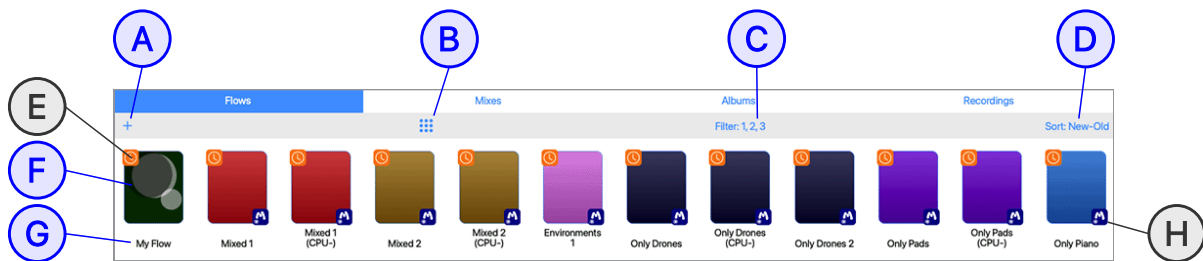 A
B
C
D
E
Flows
Mixes
Albums
Recordings
+
Filter: 1, 2, 3
Sort: New-Old
F
G
My Flow
Mixed 1
Mixed 1
(CPU-)
Mixed 2
Mixed 2
(CPU-)
Environments
1
Only Drones
Only Drones
(CPU-)
Only Drones 2
Only Pads
Only Pads
(CPU-)
Only Piano
H